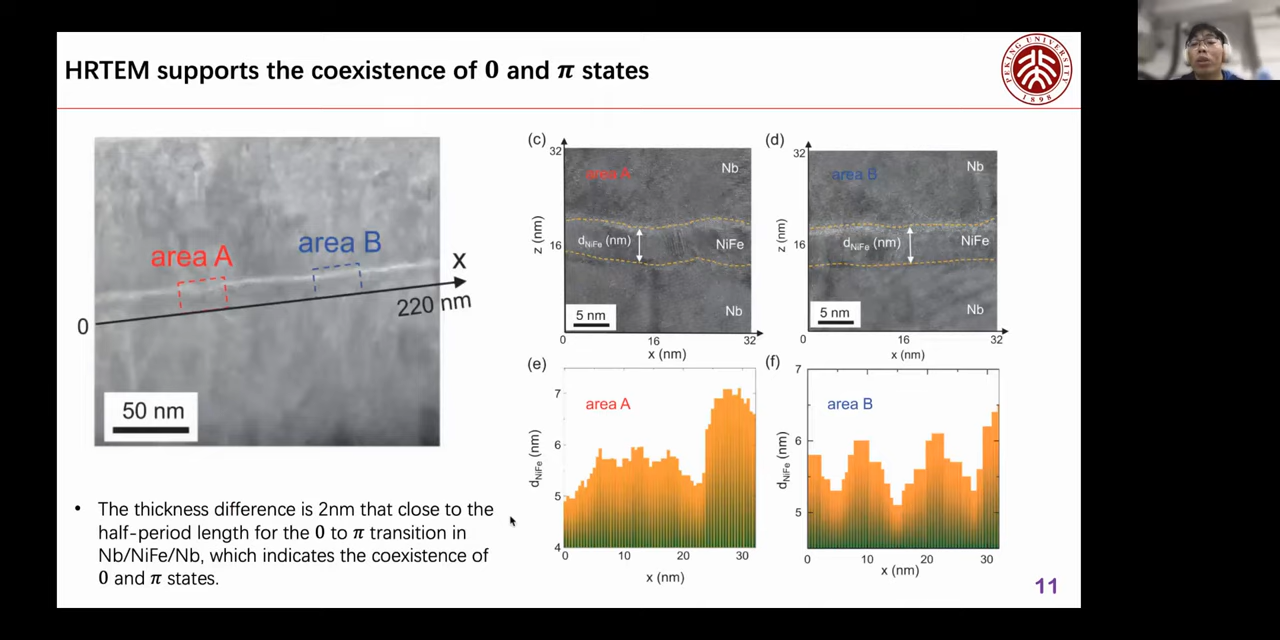 HRTEM supports the coexistence of 0 and π states
PEKING UNIVERSITY
1898
area A
area B
x
0
220 nm
50 nm
(c)
32
area A
Nb
z (nm)
16
d_NiFe (nm)
NiFe
5 nm
Nb
0
16
32
x (nm)
(d)
32
area B
Nb
z (nm)
16
d_NiFe (nm)
NiFe
5 nm
Nb
0
16
32
x (nm)
(e)
7
area A
6
d_NiFe (nm)
5
4
0
10
20
30
x (nm)
(f)
7
area B
6
d_NiFe (nm)
5
0
10
20
30
x (nm)
• The thickness difference is 2nm that close to the
half-period length for the 0 to π transition in
Nb/NiFe/Nb, which indicates the coexistence of
0 and π states.
11